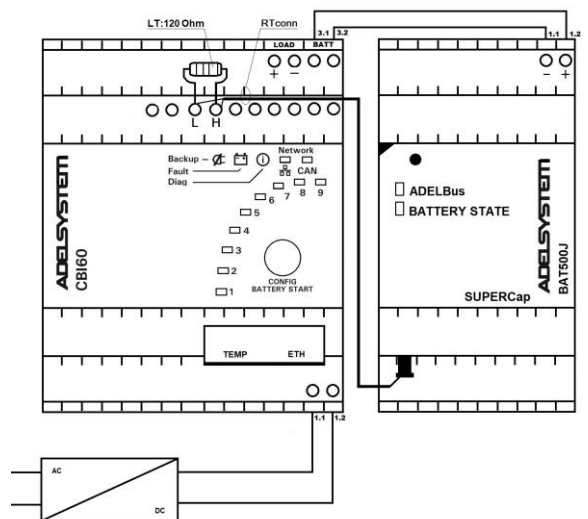 LT:120 Ohm
RTconn
LOAD BATT 3.1 3.2
1.1 1.2
+ −
− +
L H
Backup
Fault
Diag
Network
CAN
1
2
3
4
5
6
7
8
9
CONFIG
BATTERY START
ADELSYSTEM
CBI60
TEMP ETH
1.1 1.2
ADELBus
BATTERY STATE
SUPERCap
ADELSYSTEM
BAT500J
AC
DC